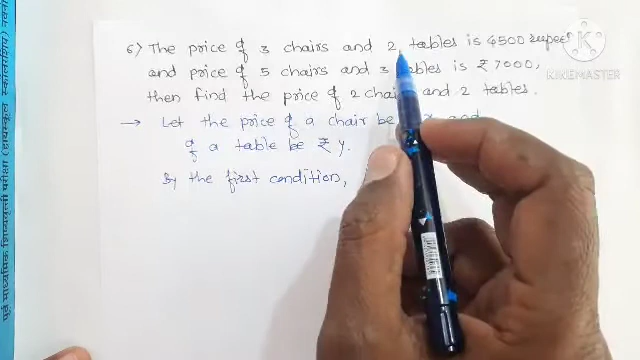 6) The price of 3 chairs and 2 tables is 4500 rupees
and price of 5 chairs and 3 tables is ₹ 7000,
then find the price of 2 chairs and 2 tables.
→ Let the price of a chair be x and
of a table be ₹ y.
By the first condition,
KINEMASTER